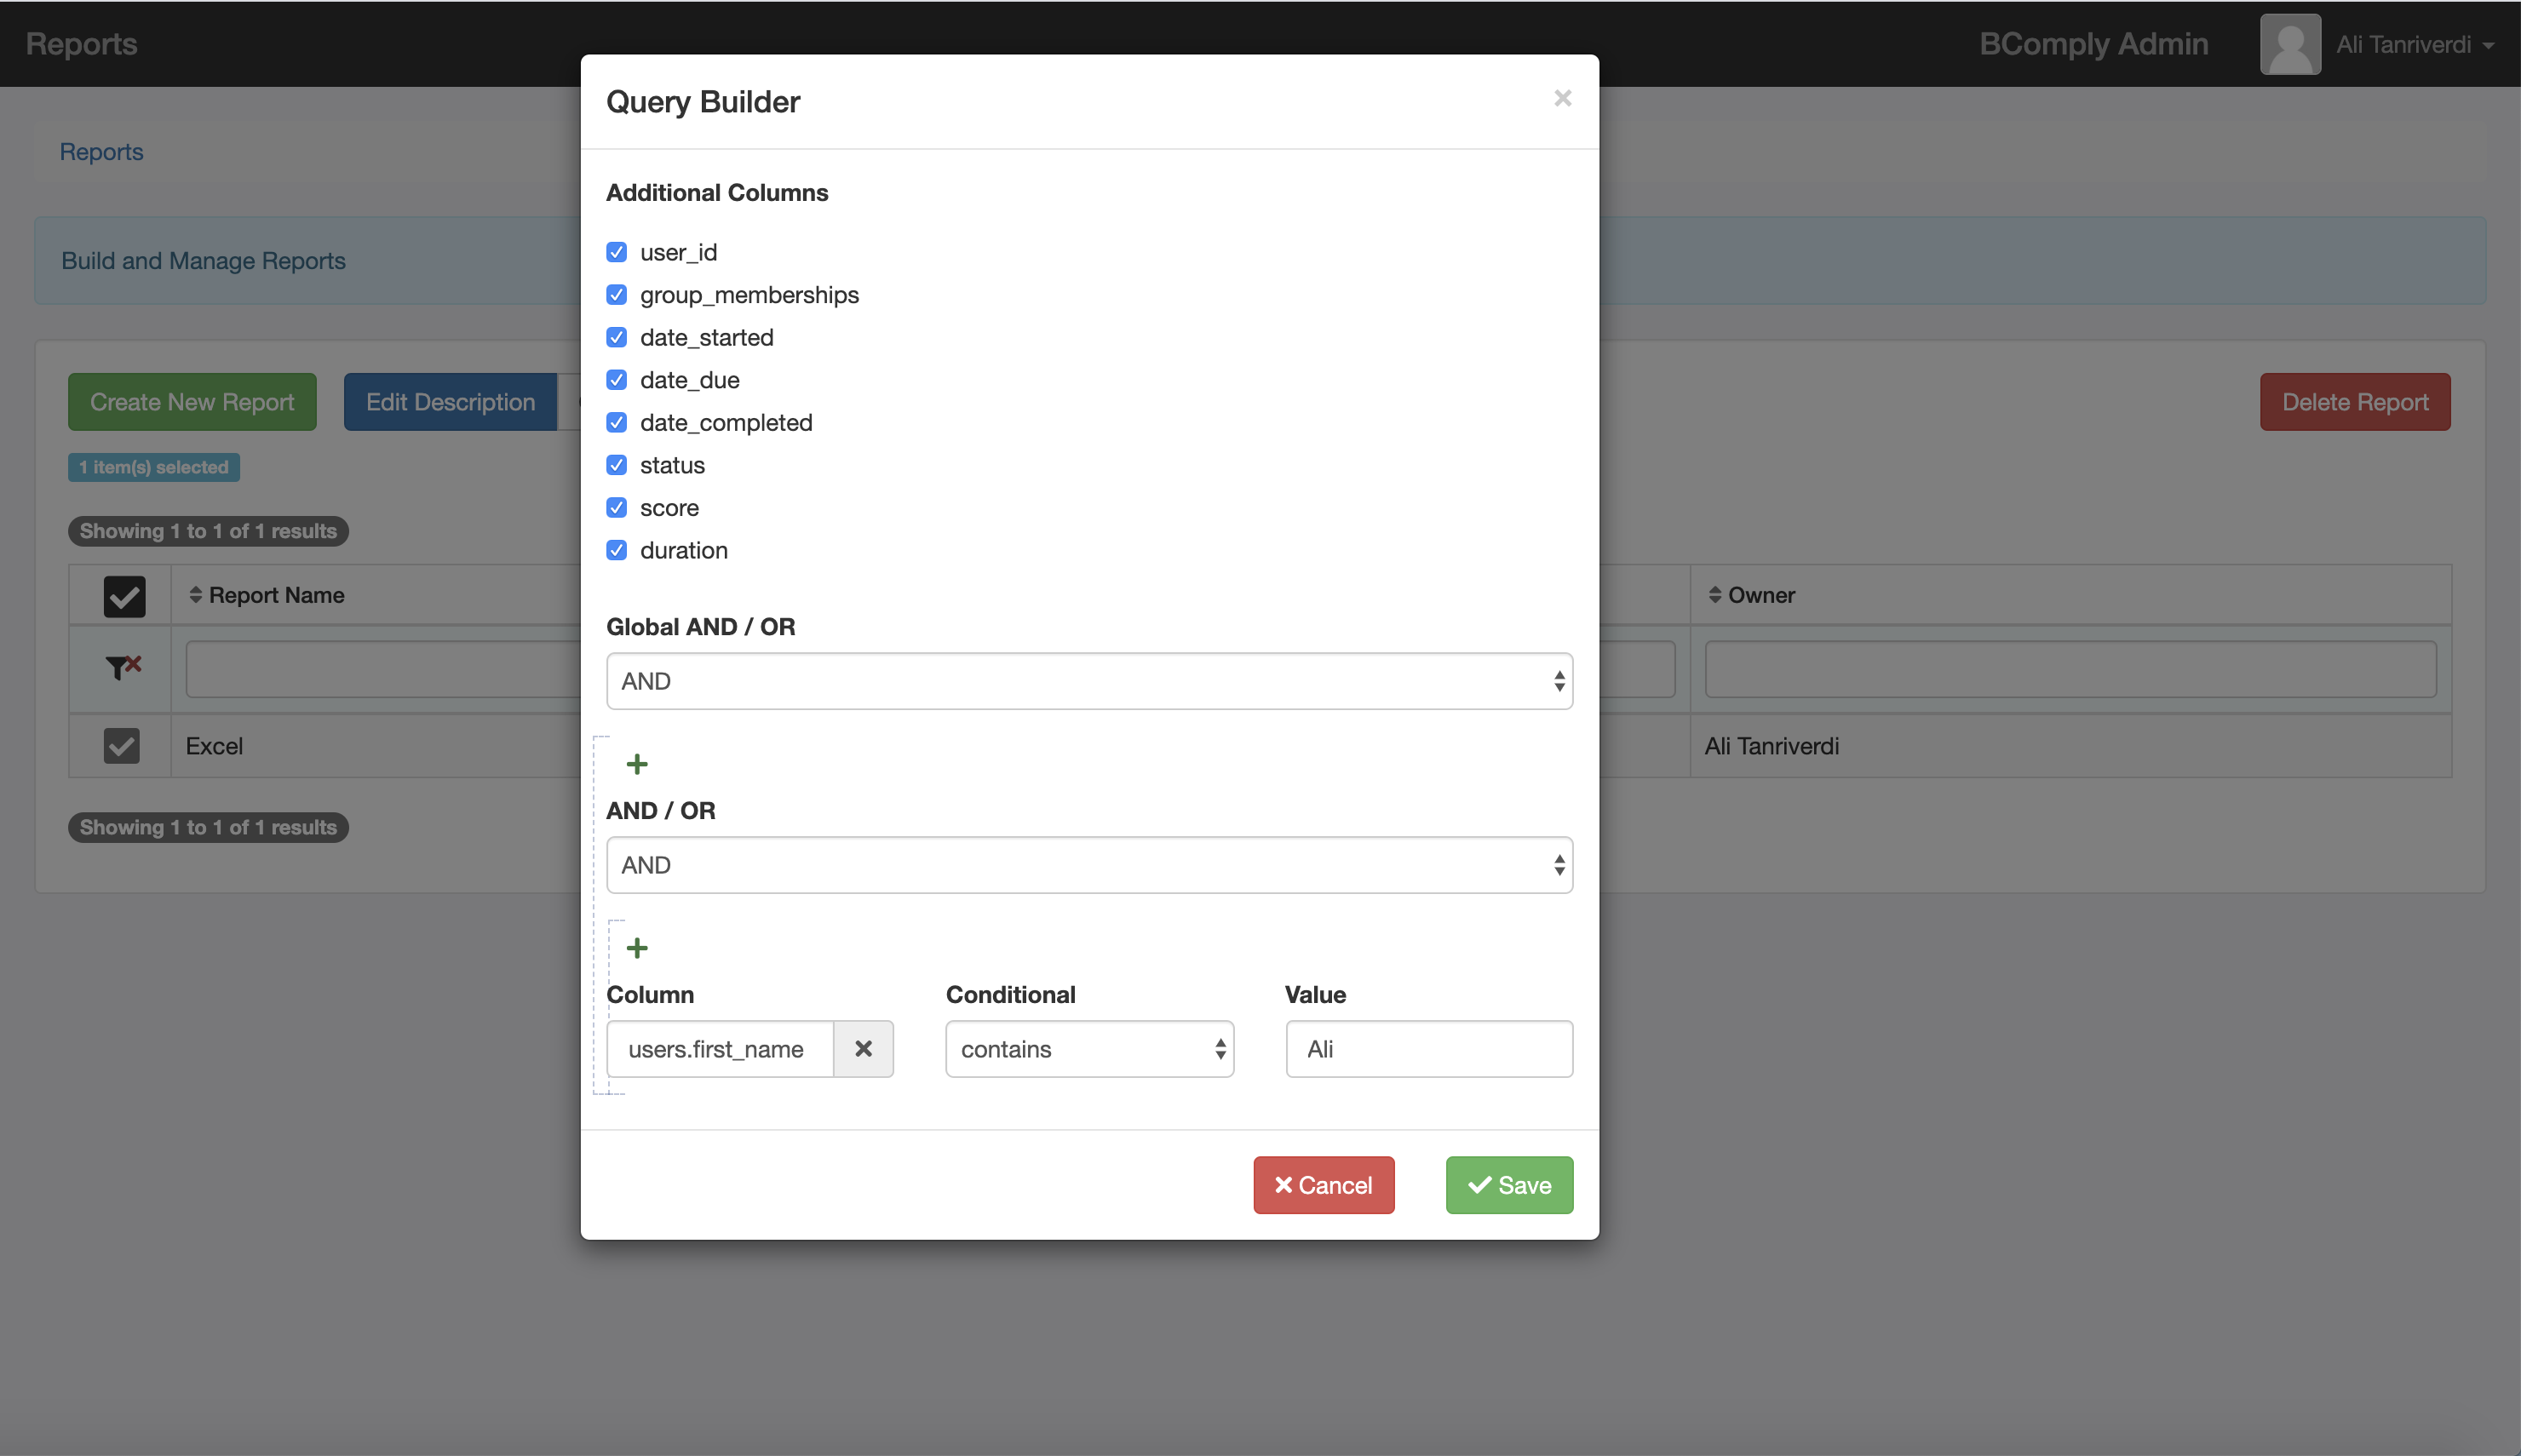 Reports
BComply Admin
Ali Tanriverdi
Reports
Build and Manage Reports
Create New Report
Edit Description
Delete Report
1 item(s) selected
Showing 1 to 1 of 1 results
Report Name
Owner
Excel
Ali Tanriverdi
Showing 1 to 1 of 1 results
Query Builder
×
Additional Columns
user_id
group_memberships
date_started
date_due
date_completed
status
score
duration
Global AND / OR
AND
AND / OR
AND
Column Conditional Value
users.first_name contains Ali
Cancel Save